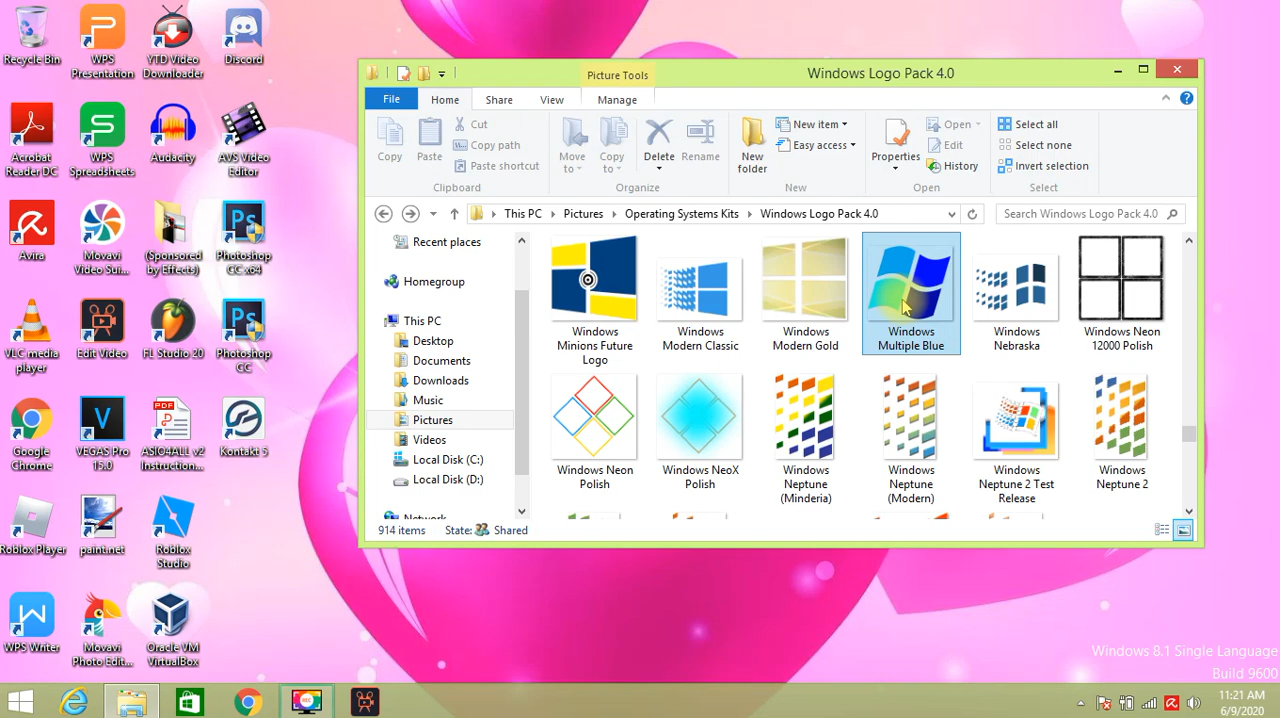 Recycle Bin
WPS
Presentation
YTD Video
Downloader
Discord
Acrobat
Reader DC
WPS
Spreadsheets
Audacity
AVS Video
Editor
Avira
Movavi
Video Sui...
(Sponsored
by Effects)
Photoshop
CC x64
VLC media
player
Edit Video
FL Studio 20
Photoshop
CC
Google
Chrome
VEGAS Pro
15.0
ASIO4ALL v2
Instruction...
Kontakt 5
Roblox Player
paint.net
Roblox
Studio
WPS Writer
Movavi
Photo Edit...
Oracle VM
VirtualBox
Picture Tools
Windows Logo Pack 4.0
File
Home
Share
View
Manage
Copy
Paste
Cut
Copy path
Paste shortcut
Clipboard
Move
to
Copy
to
Delete
Rename
Organize
New
folder
New item
Easy access
New
Properties
Open
Edit
History
Open
Select all
Select none
Invert selection
Select
This PC
Pictures
Operating Systems Kits
Windows Logo Pack 4.0
Search Windows Logo Pack 4.0
Recent places
Homegroup
This PC
Desktop
Documents
Downloads
Music
Pictures
Videos
Local Disk (C:)
Local Disk (D:)
Network
Windows
Minions Future
Logo
Windows
Modern Classic
Windows
Modern Gold
Windows
Multiple Blue
Windows
Nebraska
Windows Neon
12000 Polish
Windows Neon
Polish
Windows NeoX
Polish
Windows
Neptune
(Minderia)
Windows
Neptune
(Modern)
Windows
Neptune 2 Test
Release
Windows
Neptune 2
914 items
State:
Shared
Windows 8.1 Single Language
Build 9600
11:21 AM
6/9/2020